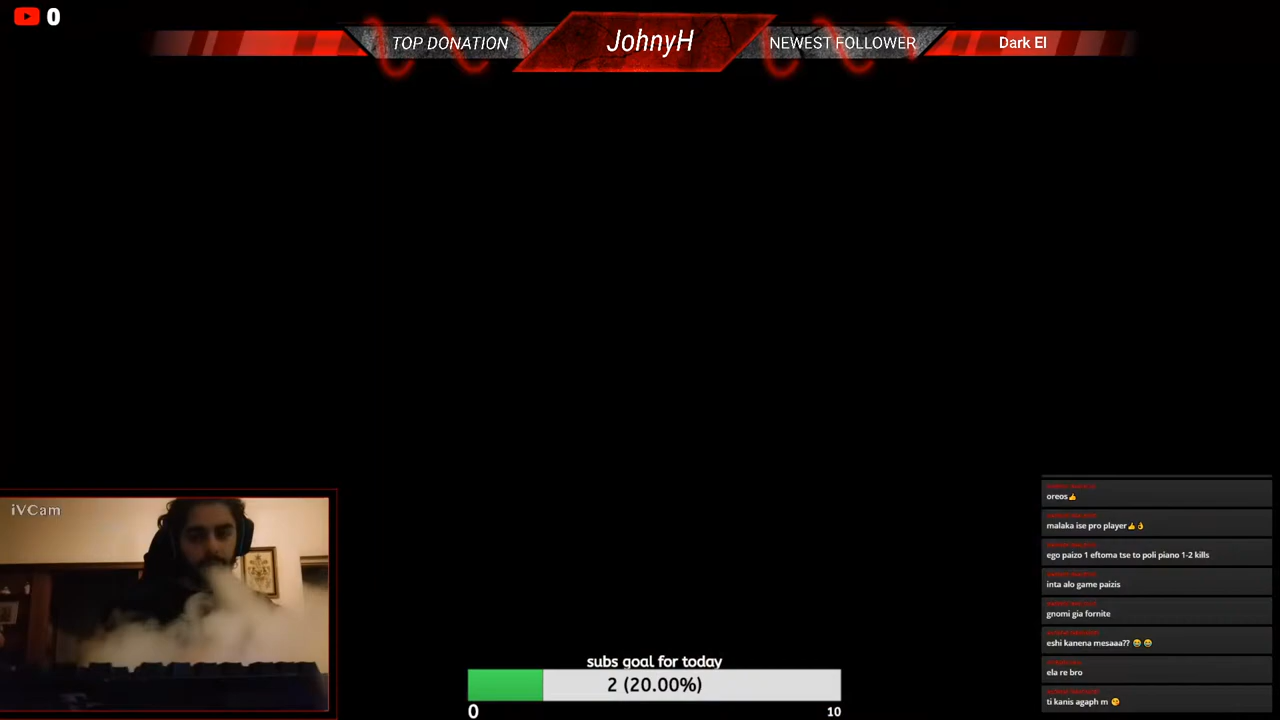 0
TOP DONATION
JohnyH
NEWEST FOLLOWER
Dark El
iVCam
oreos👍
malaka ise pro player👍👌
ego paizo 1 eftoma tse to poli piano 1-2 kills
inta alo game paizis
gnomi gia fornite
eshi kanena mesaaa?? 😅 😅
ela re bro
ti kanis agaph m 😘
subs goal for today
2 (20.00%)
0
10